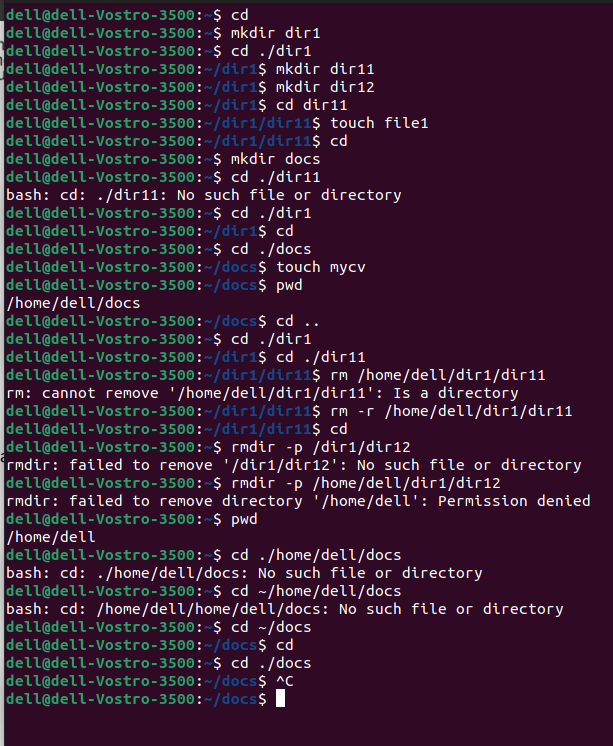 dell@dell-Vostro-3500:~$ cd
dell@dell-Vostro-3500:~$ mkdir dir1
dell@dell-Vostro-3500:~$ cd ./dir1
dell@dell-Vostro-3500:~/dir1$ mkdir dir11
dell@dell-Vostro-3500:~/dir1$ mkdir dir12
dell@dell-Vostro-3500:~/dir1$ cd dir11
dell@dell-Vostro-3500:~/dir1/dir11$ touch file1
dell@dell-Vostro-3500:~/dir1/dir11$ cd
dell@dell-Vostro-3500:~$ mkdir docs
dell@dell-Vostro-3500:~$ cd ./dir11
bash: cd: ./dir11: No such file or directory
dell@dell-Vostro-3500:~$ cd ./dir1
dell@dell-Vostro-3500:~/dir1$ cd
dell@dell-Vostro-3500:~$ cd ./docs
dell@dell-Vostro-3500:~/docs$ touch mycv
dell@dell-Vostro-3500:~/docs$ pwd
/home/dell/docs
dell@dell-Vostro-3500:~/docs$ cd ..
dell@dell-Vostro-3500:~$ cd ./dir1
dell@dell-Vostro-3500:~/dir1$ cd ./dir11
dell@dell-Vostro-3500:~/dir1/dir11$ rm /home/dell/dir1/dir11
rm: cannot remove '/home/dell/dir1/dir11': Is a directory
dell@dell-Vostro-3500:~/dir1/dir11$ rm -r /home/dell/dir1/dir11
dell@dell-Vostro-3500:~/dir1/dir11$ cd
dell@dell-Vostro-3500:~$ rmdir -p /dir1/dir12
rmdir: failed to remove '/dir1/dir12': No such file or directory
dell@dell-Vostro-3500:~$ rmdir -p /home/dell/dir1/dir12
rmdir: failed to remove directory '/home/dell': Permission denied
dell@dell-Vostro-3500:~$ pwd
/home/dell
dell@dell-Vostro-3500:~$ cd ./home/dell/docs
bash: cd: ./home/dell/docs: No such file or directory
dell@dell-Vostro-3500:~$ cd ~/home/dell/docs
bash: cd: /home/dell/home/dell/docs: No such file or directory
dell@dell-Vostro-3500:~$ cd ~/docs
dell@dell-Vostro-3500:~/docs$ cd
dell@dell-Vostro-3500:~$ cd ./docs
dell@dell-Vostro-3500:~/docs$ ^C
dell@dell-Vostro-3500:~/docs$